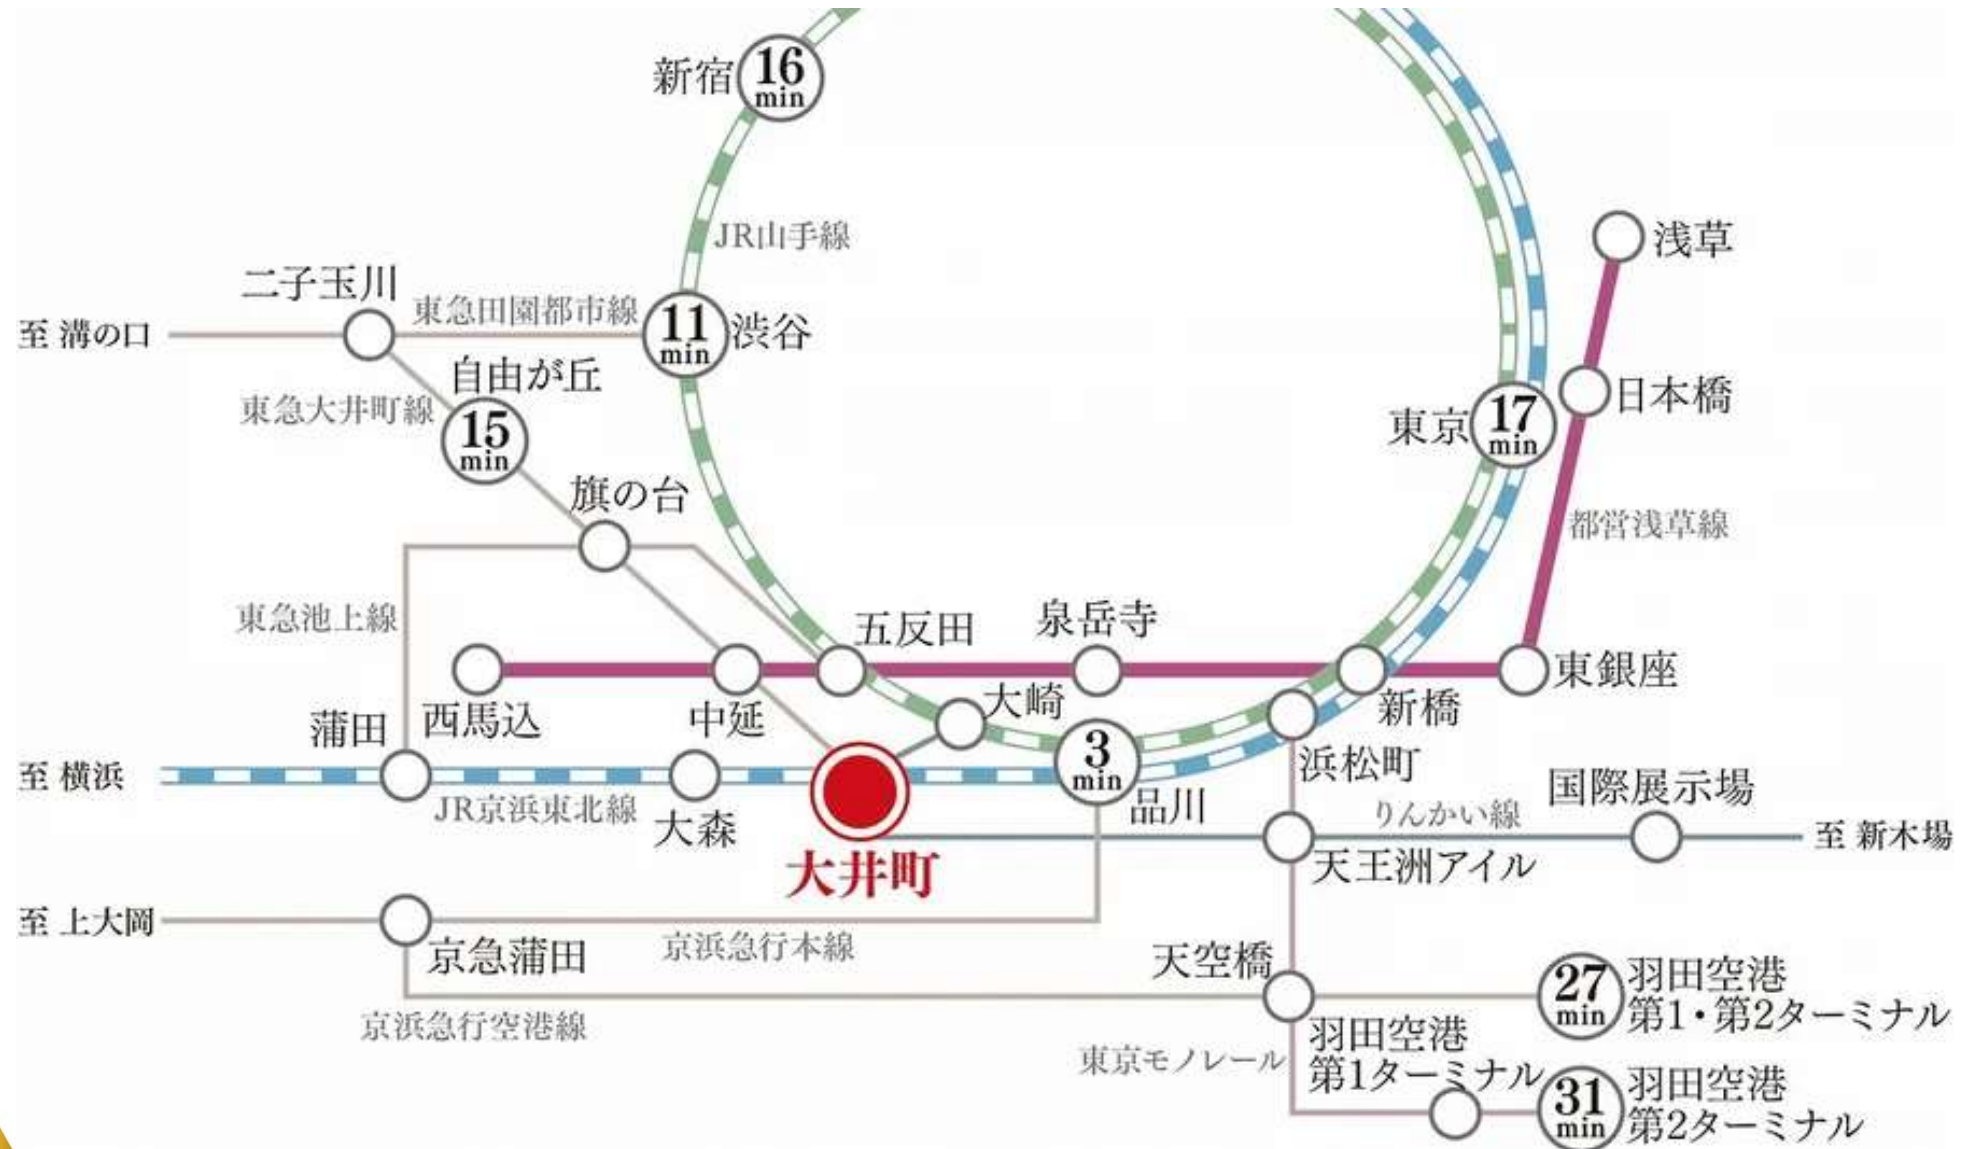 新宿
16
min
JR山手線
浅草
二子玉川
東急田園都市線
至 溝の口
11
min
渋谷
自由が丘
東急大井町線
15
min
日本橋
東京
17
min
旗の台
都営浅草線
東急池上線
五反田
泉岳寺
東銀座
西馬込
中延
大崎
新橋
蒲田
3
min
品川
浜松町
至 横浜
JR京浜東北線
大森
国際展示場
りんかい線
至 新木場
天王洲アイル
大井町
至 上大岡
京急蒲田
京浜急行本線
天空橋
27
min
羽田空港
第1・第2ターミナル
京浜急行空港線
羽田空港
第1ターミナル
東京モノレール
31
min
羽田空港
第2ターミナル